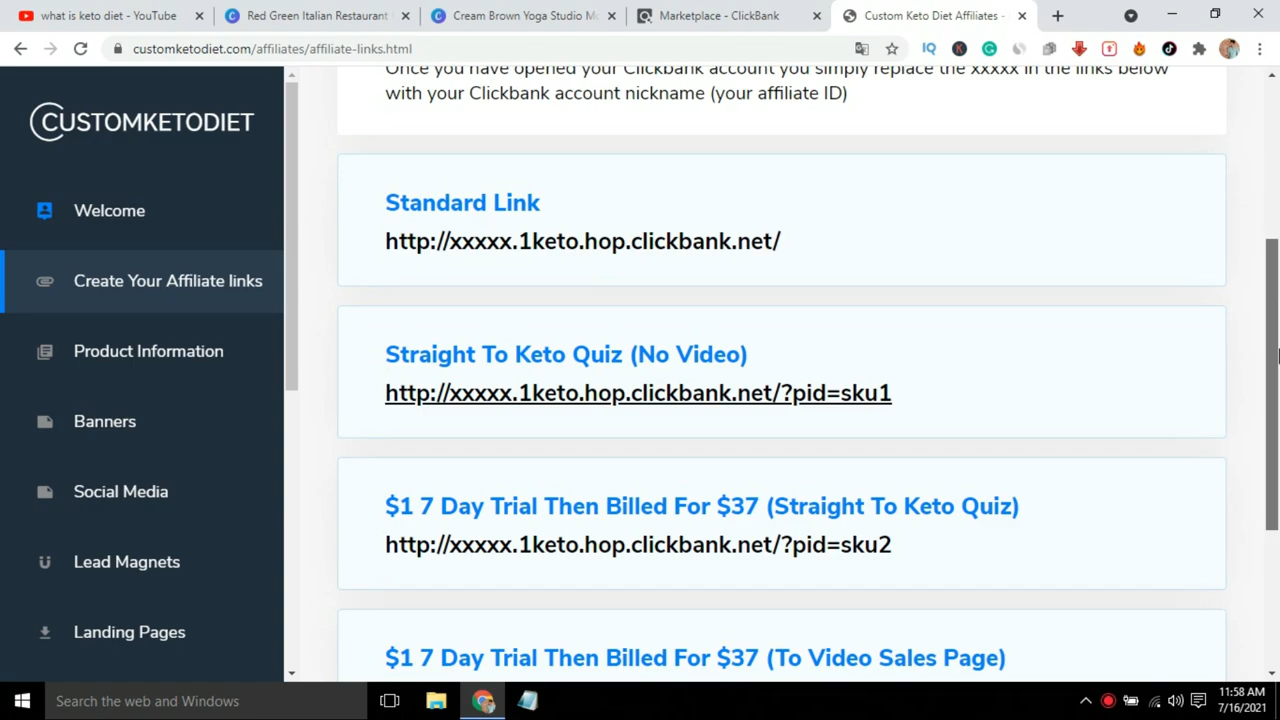 what is keto diet - YouTube
Red Green Italian Restaurant
Cream Brown Yoga Studio Mo
Marketplace - ClickBank
Custom Keto Diet Affiliates -
customketodiet.com/affiliates/affiliate-links.html
CUSTOMKETODIET
Welcome
Create Your Affiliate links
Product Information
Banners
Social Media
Lead Magnets
Landing Pages
Once you have opened your Clickbank account you simply replace the xxxxx in the links below
with your Clickbank account nickname (your affiliate ID)
Standard Link
http://xxxxx.1keto.hop.clickbank.net/
Straight To Keto Quiz (No Video)
http://xxxxx.1keto.hop.clickbank.net/?pid=sku1
$1 7 Day Trial Then Billed For $37 (Straight To Keto Quiz)
http://xxxxx.1keto.hop.clickbank.net/?pid=sku2
$1 7 Day Trial Then Billed For $37 (To Video Sales Page)
Search the web and Windows
11:58 AM
7/16/2021